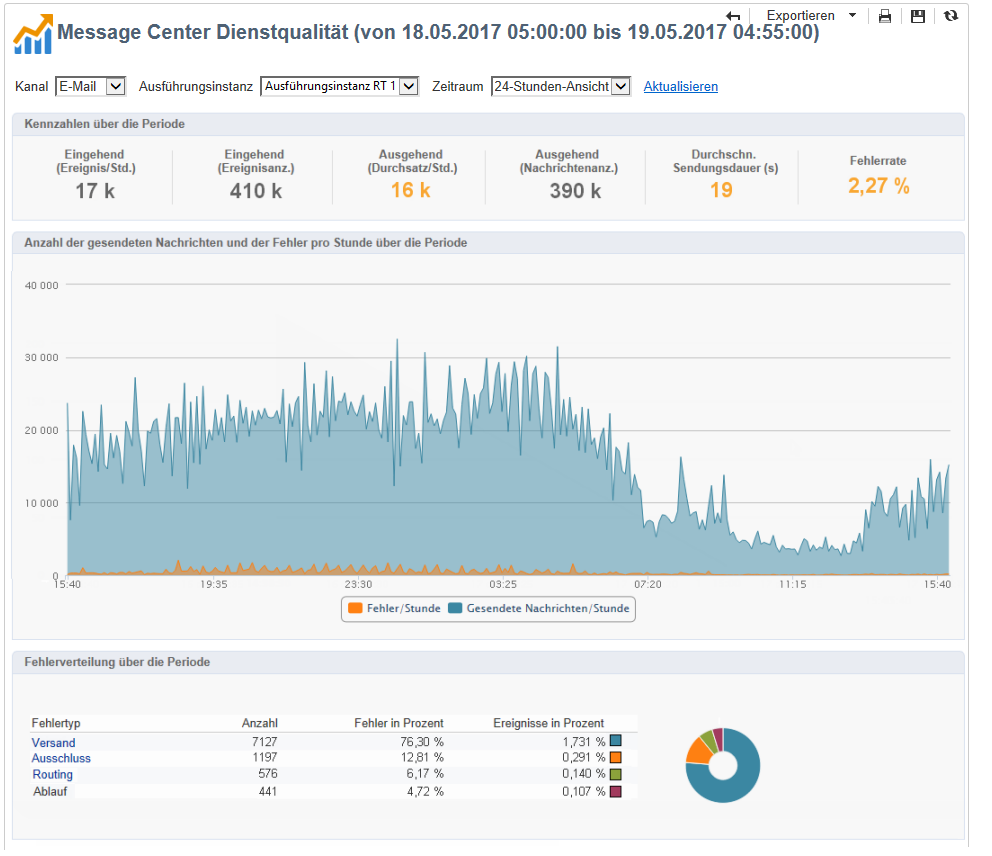 Exportieren
Message Center Dienstqualität (von 18.05.2017 05:00:00 bis 19.05.2017 04:55:00)
Kanal E-Mail Ausführungsinstanz Ausführungsinstanz RT 1 Zeitraum 24-Stunden-Ansicht Aktualisieren
Kennzahlen über die Periode
Eingehend
(Ereignis/Std.)
17 k
Eingehend
(Ereignisanz.)
410 k
Ausgehend
(Durchsatz/Std.)
16 k
Ausgehend
(Nachrichtenanz.)
390 k
Durchschn.
Sendungsdauer (s)
19
Fehlerrate
2,27 %
Anzahl der gesendeten Nachrichten und der Fehler pro Stunde über die Periode
40 000
30 000
20 000
10 000
0
15:40 19:35 23:30 03:25 07:20 11:15 15:40
Fehler/Stunde Gesendete Nachrichten/Stunde
Fehlerverteilung über die Periode
Fehlertyp Anzahl Fehler in Prozent Ereignisse in Prozent
Versand 7127 76,30 % 1,731 %
Ausschluss 1197 12,81 % 0,291 %
Routing 576 6,17 % 0,140 %
Ablauf 441 4,72 % 0,107 %